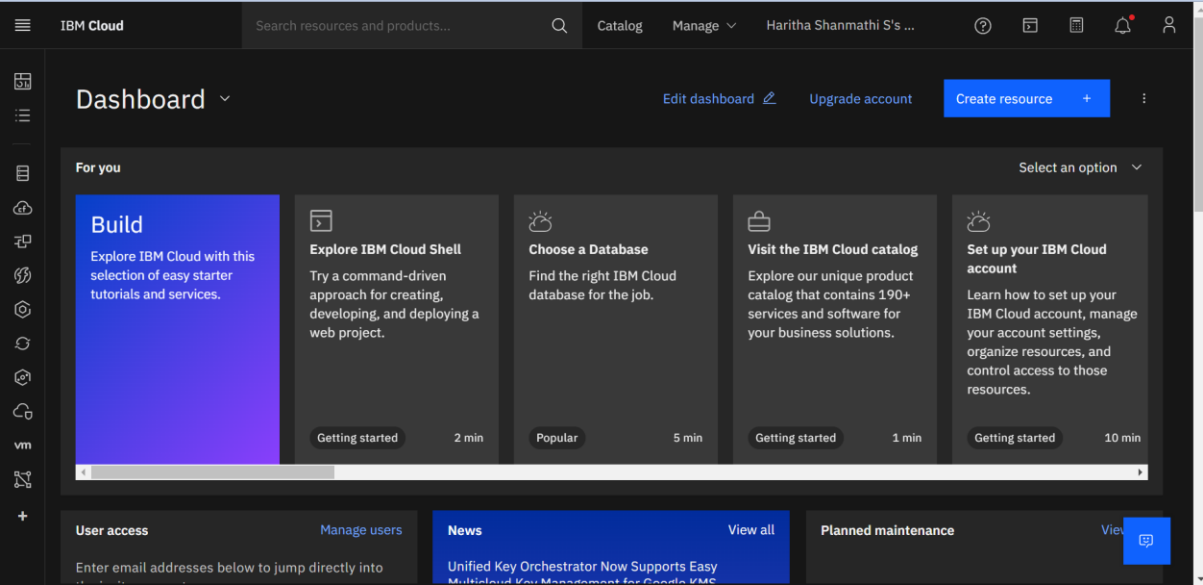 IBM Cloud
Search resources and products...
Catalog
Manage
Haritha Shanmathi S's ...
Dashboard
Edit dashboard
Upgrade account
Create resource +
For you
Select an option
Build
Explore IBM Cloud with this
selection of easy starter
tutorials and services.
Explore IBM Cloud Shell
Try a command-driven
approach for creating,
developing, and deploying a
web project.
Getting started
2 min
Choose a Database
Find the right IBM Cloud
database for the job.
Popular
5 min
Visit the IBM Cloud catalog
Explore our unique product
catalog that contains 190+
services and software for
your business solutions.
Getting started
1 min
Set up your IBM Cloud
account
Learn how to set up your
IBM Cloud account, manage
your account settings,
organize resources, and
control access to those
resources.
Getting started
10 min
cf
vm
User access
Manage users
Enter email addresses below to jump directly into
News
View all
Unified Key Orchestrator Now Supports Easy
Multicloud Key Management for Google KMS
Planned maintenance